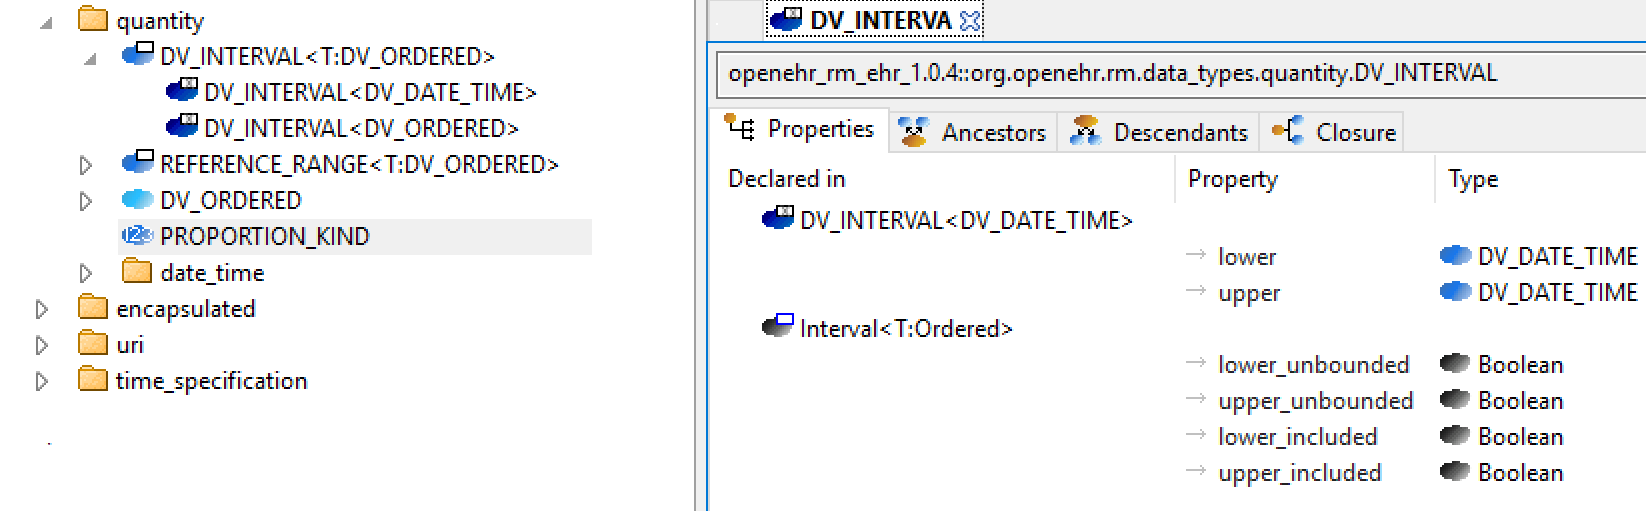 quantity
DV_INTERVAL<T:DV_ORDERED>
DV_INTERVAL<DV_DATE_TIME>
DV_INTERVAL<DV_ORDERED>
REFERENCE_RANGE<T:DV_ORDERED>
DV_ORDERED
PROPORTION_KIND
date_time
encapsulated
uri
time_specification
DV_INTERVA
openehr_rm_ehr_1.0.4::org.openehr.rm.data_types.quantity.DV_INTERVAL
Properties Ancestors Descendants Closure
Declared in Property Type
DV_INTERVAL<DV_DATE_TIME>
lower DV_DATE_TIME
upper DV_DATE_TIME
Interval<T:Ordered>
lower_unbounded Boolean
upper_unbounded Boolean
lower_included Boolean
upper_included Boolean